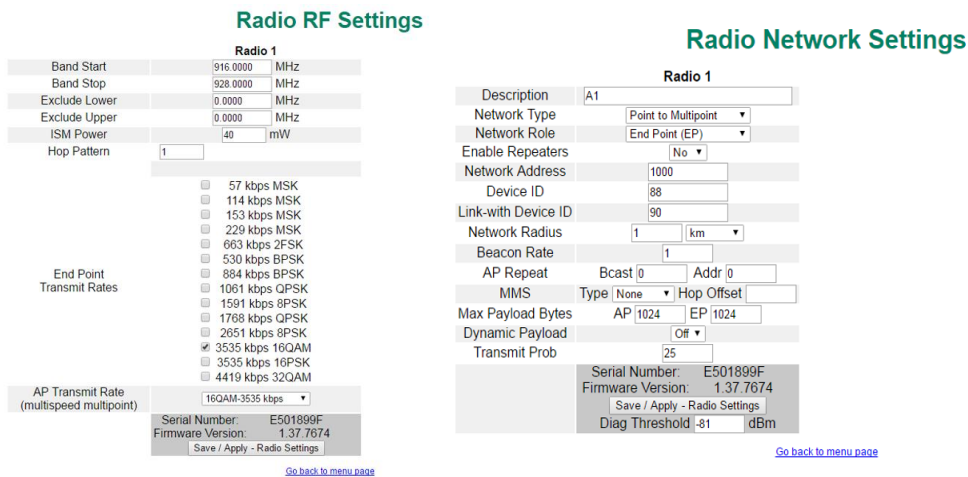 Radio RF Settings
Radio 1
Band Start 916.0000 MHz
Band Stop 928.0000 MHz
Exclude Lower 0.0000 MHz
Exclude Upper 0.0000 MHz
ISM Power 40 mW
Hop Pattern 1
57 kbps MSK
114 kbps MSK
153 kbps MSK
229 kbps MSK
663 kbps 2FSK
530 kbps BPSK
End Point
Transmit Rates
884 kbps BPSK
1061 kbps QPSK
1591 kbps 8PSK
1768 kbps QPSK
2651 kbps 8PSK
3535 kbps 16QAM
3535 kbps 16PSK
4419 kbps 32QAM
AP Transmit Rate
(multispeed multipoint)
16QAM-3535 kbps
Serial Number: E501899F
Firmware Version: 1.37.7674
Save / Apply - Radio Settings
Go back to menu page
Radio Network Settings
Radio 1
Description A1
Network Type Point to Multipoint
Network Role End Point (EP)
Enable Repeaters No
Network Address 1000
Device ID 88
Link-with Device ID 90
Network Radius 1 km
Beacon Rate 1
AP Repeat Bcast 0 Addr 0
MMS Type None Hop Offset
Max Payload Bytes AP 1024 EP 1024
Dynamic Payload Off
Transmit Prob 25
Serial Number: E501899F
Firmware Version: 1.37.7674
Save / Apply - Radio Settings
Diag Threshold -81 dBm
Go back to menu page